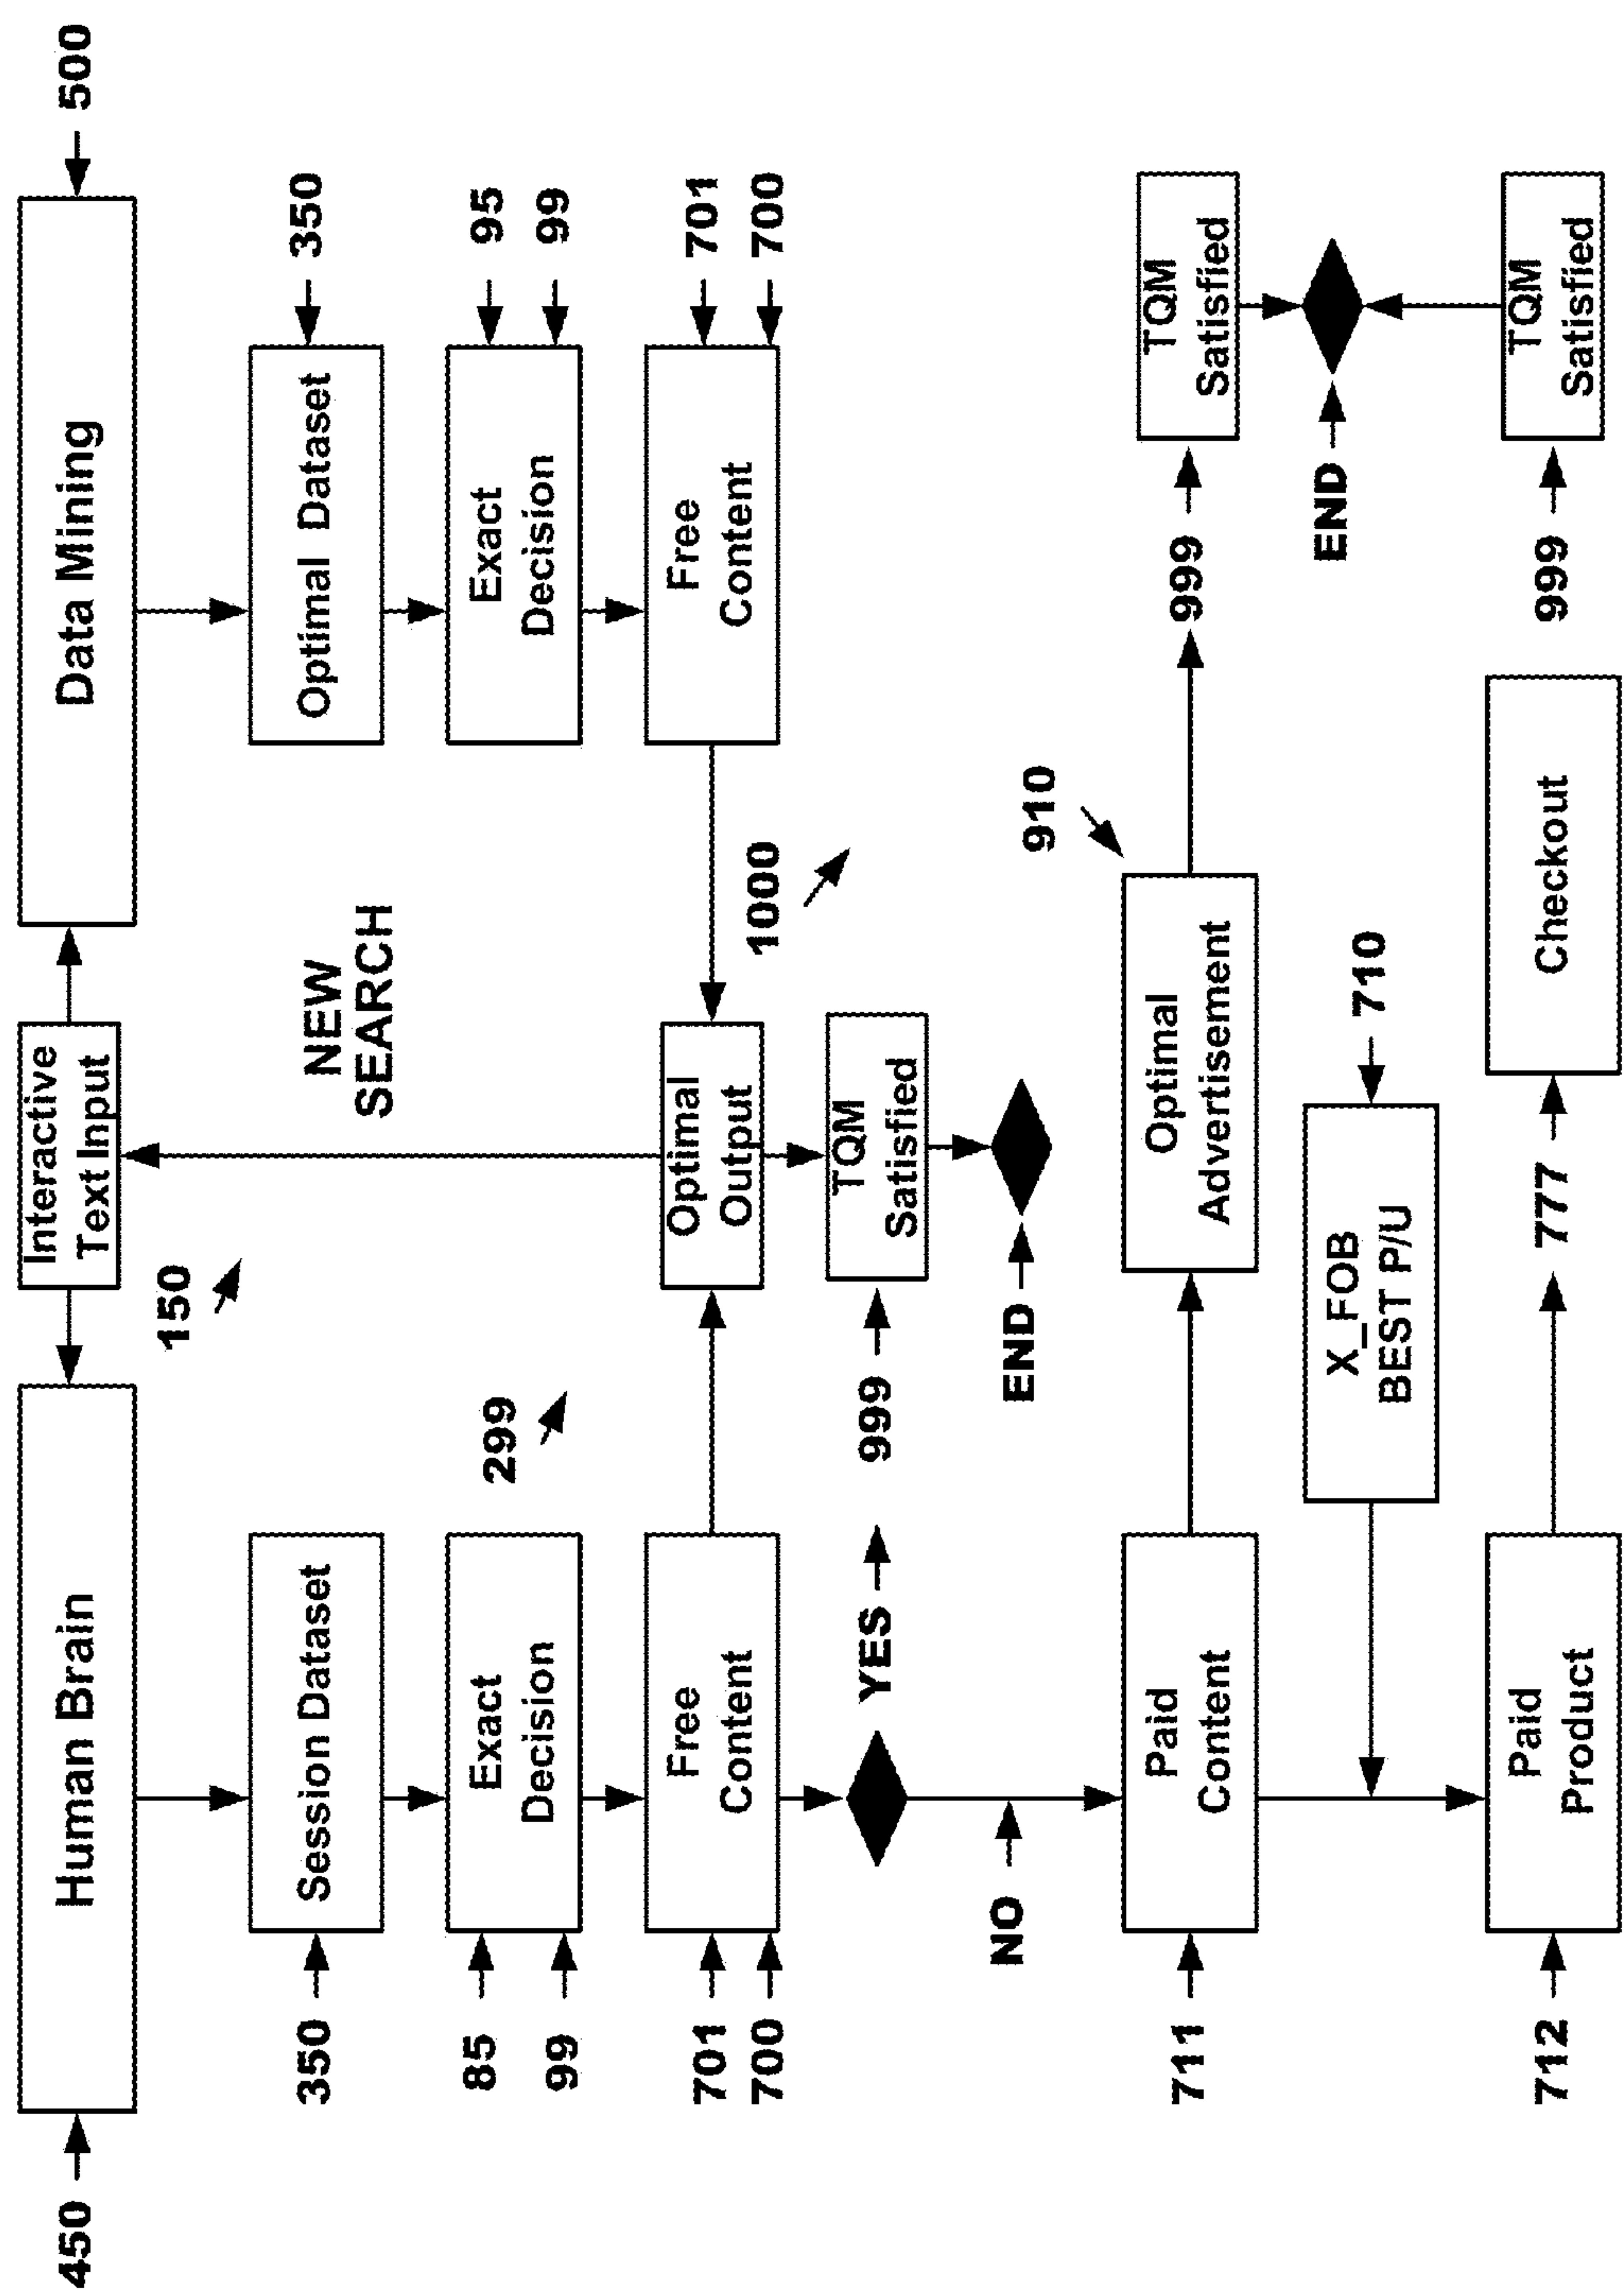 450
Human Brain
Interactive
Text Input
Data Mining
500
150
350
Session Dataset
NEW
SEARCH
Optimal Dataset
350
299
85
99
Exact
Decision
Exact
Decision
95
99
701
700
Free
Content
Optimal
Output
Free
Content
701
700
1000
YES
999
TQM
Satisfied
NO
END
910
711
Paid
Content
Optimal
Advertisement
999
TQM
Satisfied
X_FOB
BEST P/U
710
END
712
Paid
Product
777
Checkout
999
TQM
Satisfied